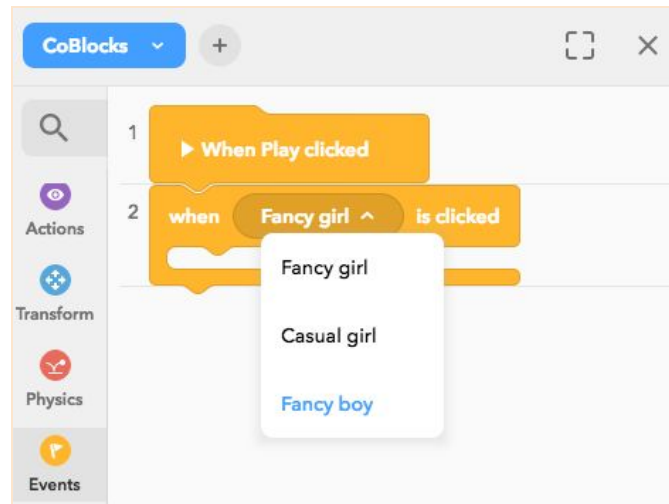 CoBlocks
+
1
When Play clicked
2
when Fancy girl is clicked
Fancy girl
Casual girl
Fancy boy
Actions
Transform
Physics
Events